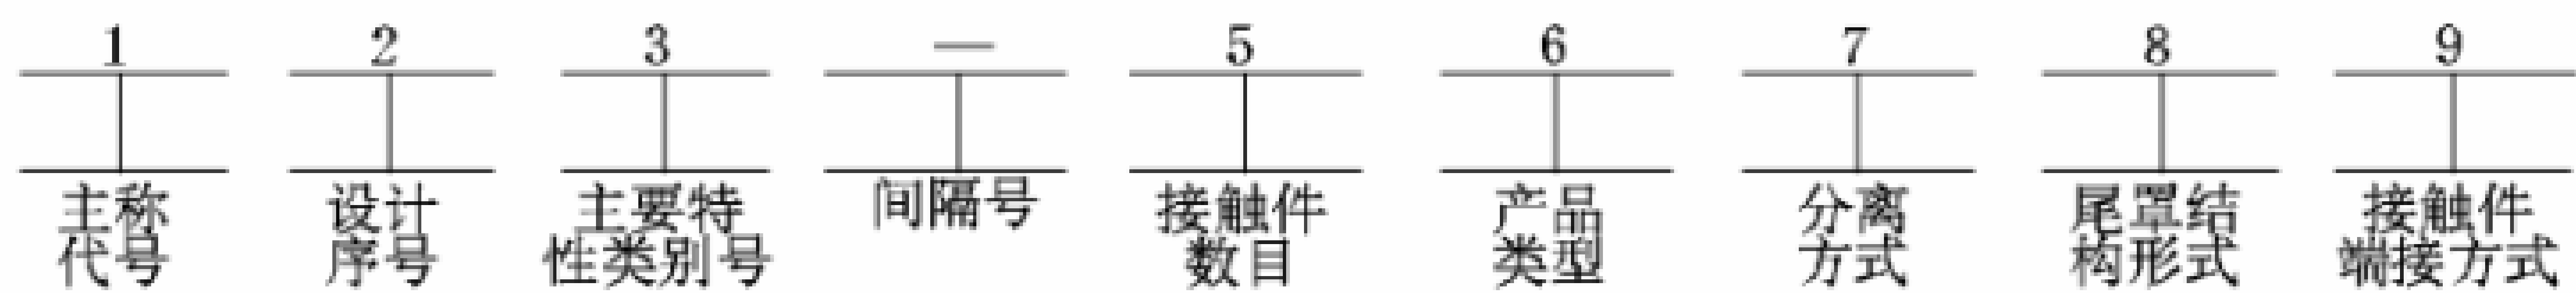 1 2 3 — 5 6 7 8 9
主称 设计 主要特 间隔号 接触件 产品 分离 尾罩结 接触件
代号 序号 性类别号 数目 类型 方式 构形式 端接方式